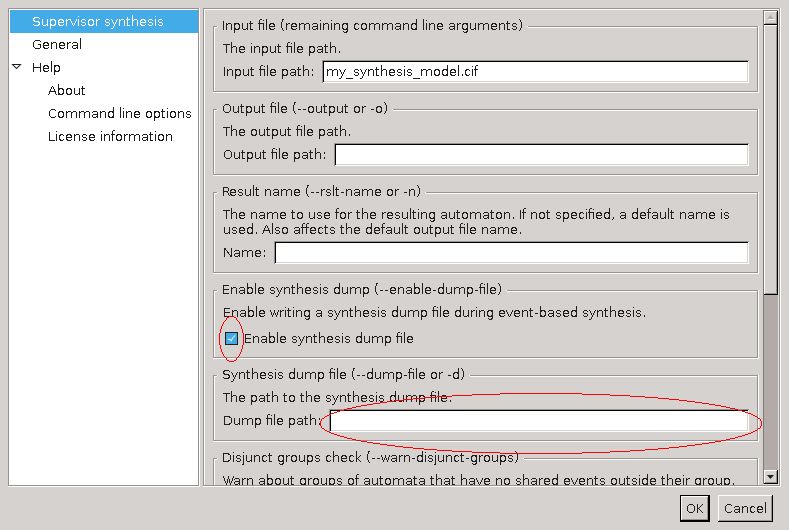 Supervisor synthesis
General
Help
About
Command line options
License information
Input file (remaining command line arguments)
The input file path.
Input file path: my_synthesis_model.cif
Output file (--output or -o)
The output file path.
Output file path:
Result name (--rslt-name or -n)
The name to use for the resulting automaton. If not specified, a default name is
used. Also affects the default output file name.
Name:
Enable synthesis dump (--enable-dump-file)
Enable writing a synthesis dump file during event-based synthesis.
Enable synthesis dump file
Synthesis dump file (--dump-file or -d)
The path to the synthesis dump file.
Dump file path:
Disjunct groups check (--warn-disjunct-groups)
Warn about groups of automata that have no shared events outside their group.
OK Cancel